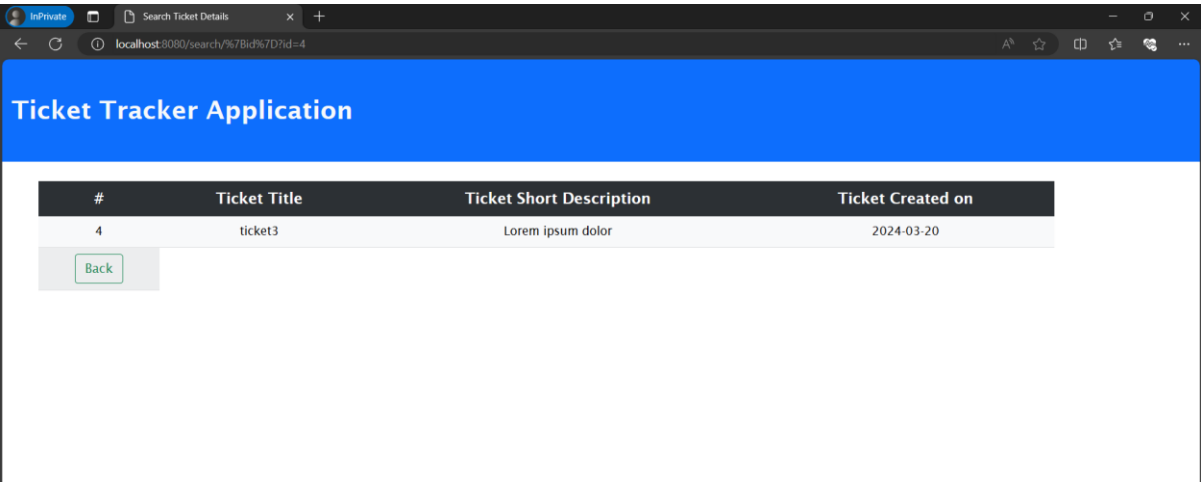 InPrivate Search Ticket Details
localhost:8080/search/%7Bid%7D?id=4
Ticket Tracker Application
# Ticket Title Ticket Short Description Ticket Created on
4 ticket3 Lorem ipsum dolor 2024-03-20
Back